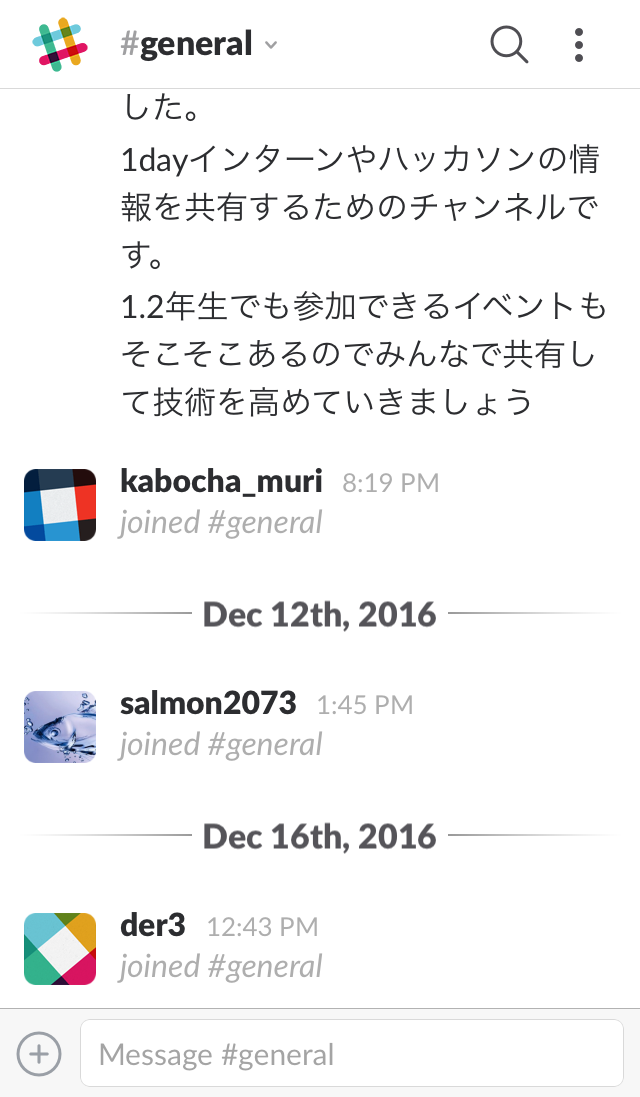 #general
した。
1dayインターンやハッカソンの情
報を共有するためのチャンネルで
す。
1.2年生でも参加できるイベントも
そこそこあるのでみんなで共有し
て技術を高めていきましょう
kabocha_muri 8:19 PM
joined #general
Dec 12th, 2016
salmon2073 1:45 PM
joined #general
Dec 16th, 2016
der3 12:43 PM
joined #general
Message #general